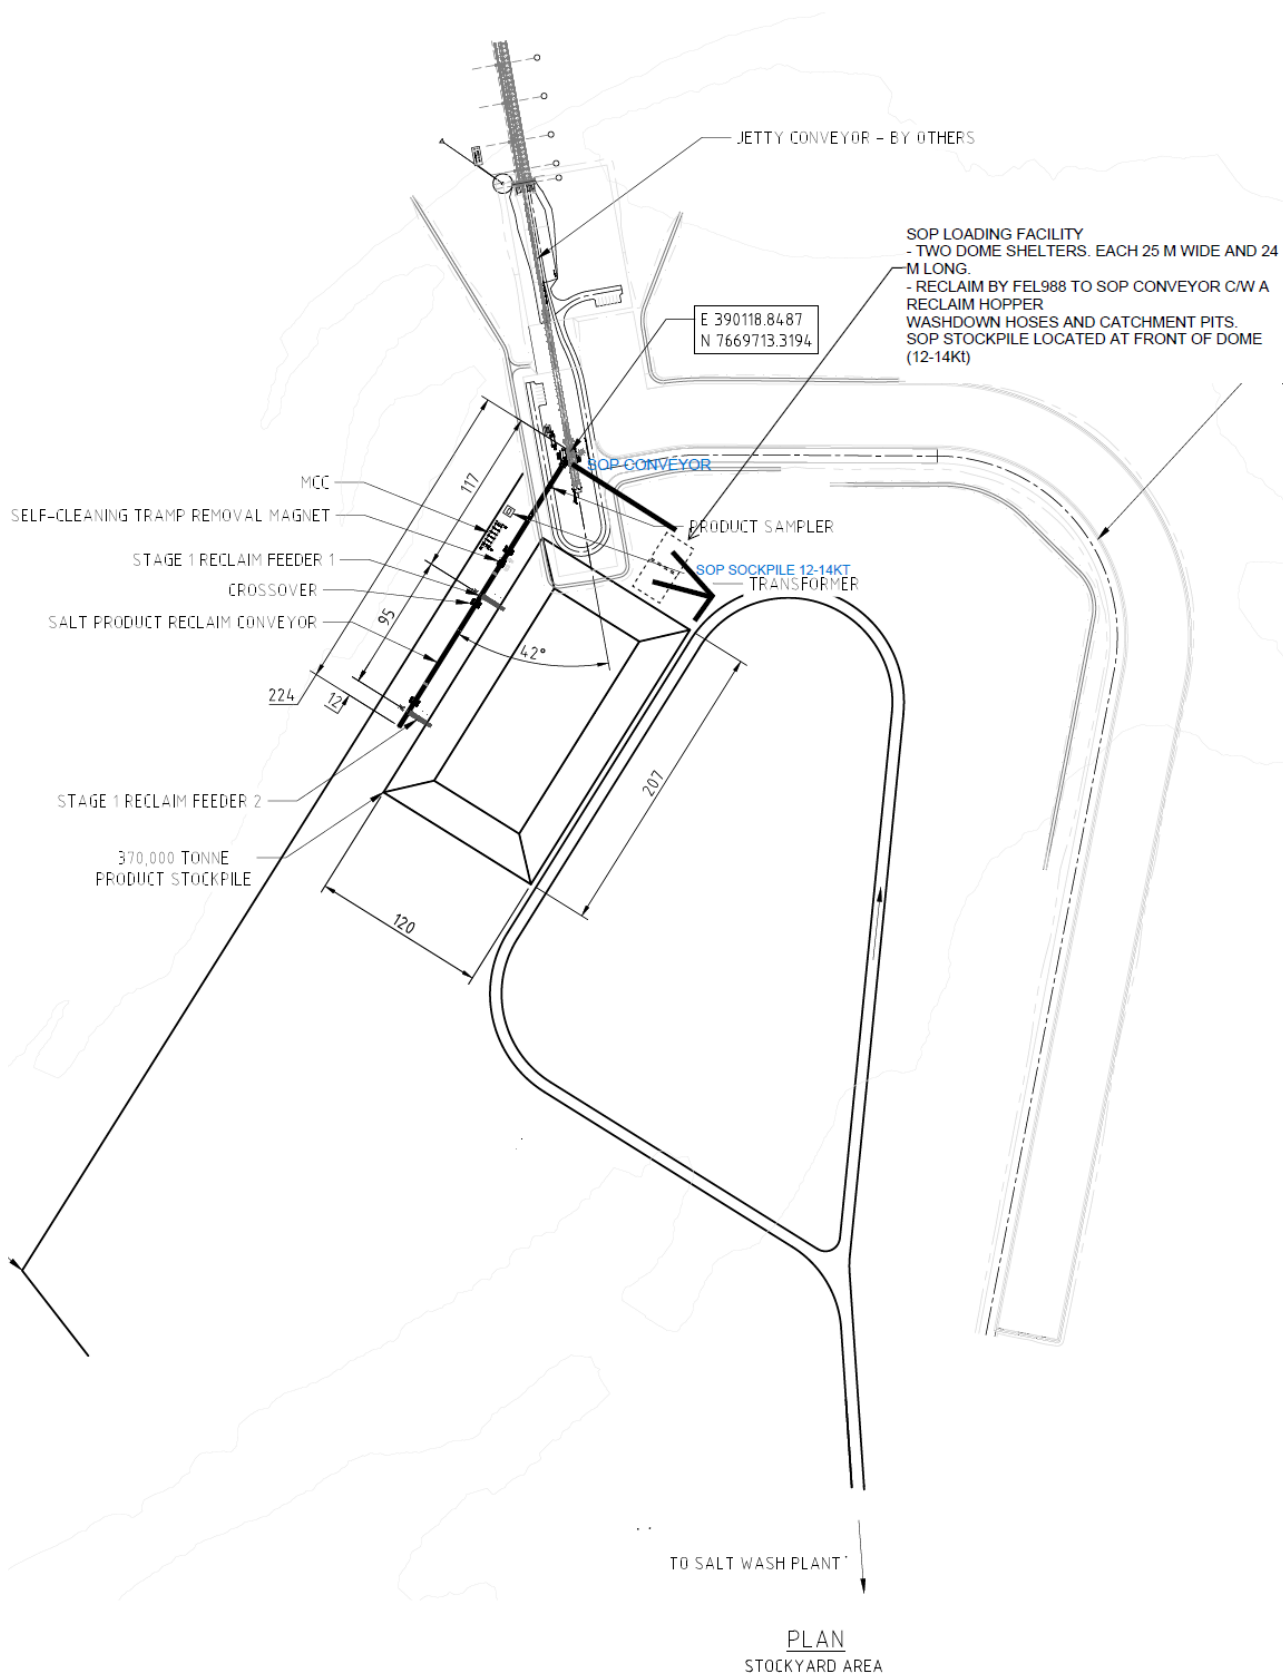 JETTY CONVEYOR - BY OTHERS
SOP LOADING FACILITY
- TWO DOME SHELTERS. EACH 25 M WIDE AND 24
M LONG.
- RECLAIM BY FEL988 TO SOP CONVEYOR C/W A
RECLAIM HOPPER
WASHDOWN HOSES AND CATCHMENT PITS.
SOP STOCKPILE LOCATED AT FRONT OF DOME
(12-14Kt)
E 390118.8487
N 7669713.3194
SOP CONVEYOR
MCC
117
SELF-CLEANING TRAMP REMOVAL MAGNET
PRODUCT SAMPLER
STAGE 1 RECLAIM FEEDER 1
SOP SOCKPILE 12-14KT
TRANSFORMER
CROSSOVER
SALT PRODUCT RECLAIM CONVEYOR
95
42°
224
12
207
STAGE 1 RECLAIM FEEDER 2
370,000 TONNE
PRODUCT STOCKPILE
120
TO SALT WASH PLANT
PLAN
STOCKYARD AREA